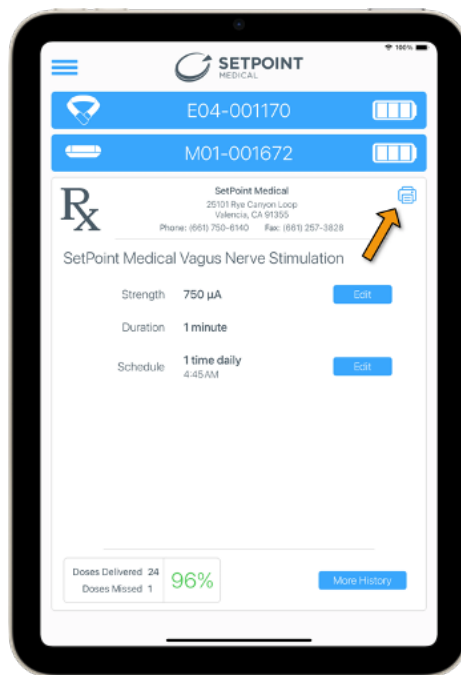 100%
SETPOINT
MEDICAL
E04-001170
M01-001672
Rx
SetPoint Medical
25101 Rye Canyon Loop
Valencia, CA 91355
Phone: (661) 750-6140 Fax: (661) 257-3828
SetPoint Medical Vagus Nerve Stimulation
Strength 750 µA Edit
Duration 1 minute
Schedule 1 time daily Edit
4:45AM
Doses Delivered 24
Doses Missed 1
96%
More History